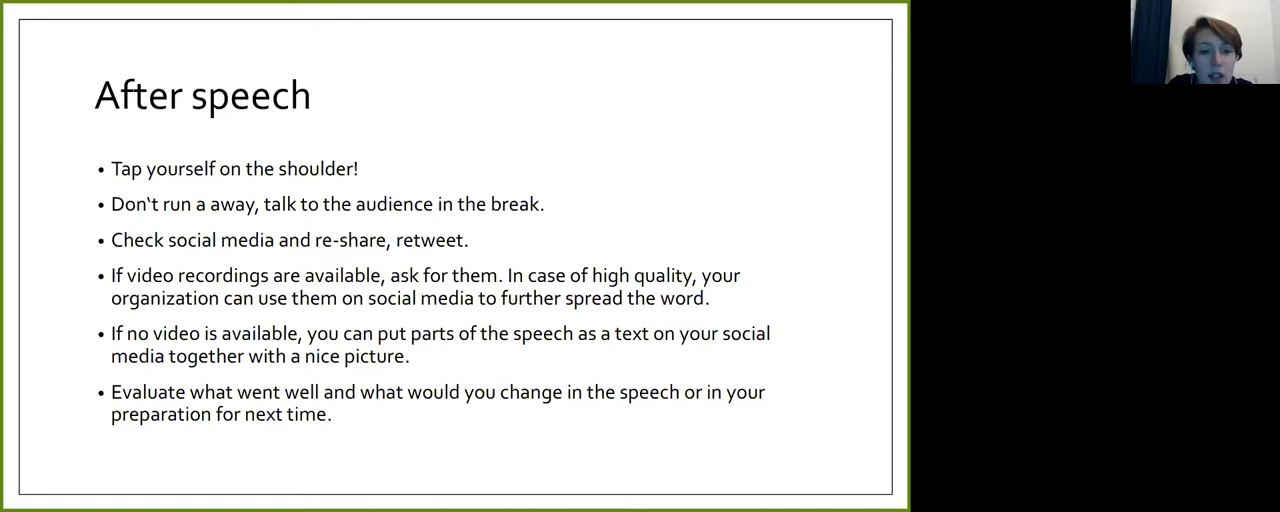 After speech
• Tap yourself on the shoulder!
• Don‘t run a away, talk to the audience in the break.
• Check social media and re-share, retweet.
• If video recordings are available, ask for them. In case of high quality, your
organization can use them on social media to further spread the word.
• If no video is available, you can put parts of the speech as a text on your social
media together with a nice picture.
• Evaluate what went well and what would you change in the speech or in your
preparation for next time.